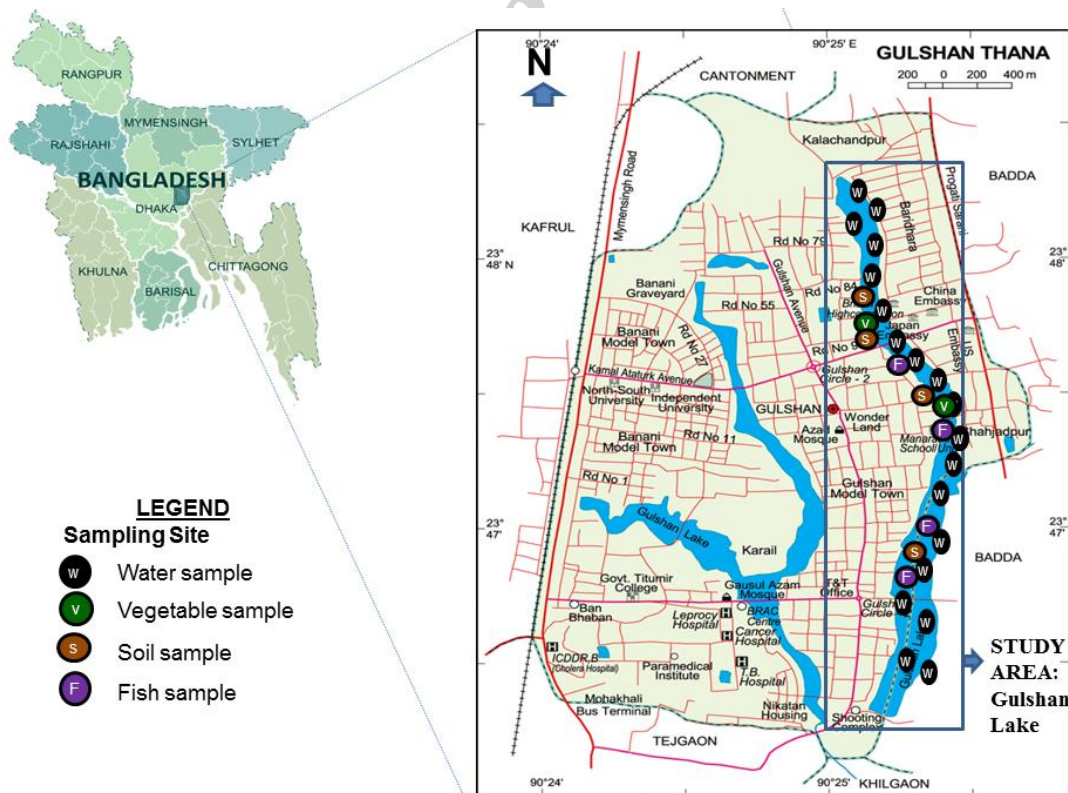 RANGPUR
MYMENSINGH
RAJSHAHI
SYLHET
BANGLADESH
DHAKA
KHULNA
CHITTAGONG
BARISAL
LEGEND
Sampling Site
W Water sample
V Vegetable sample
S Soil sample
F Fish sample
90°24'
90°25' E
GULSHAN THANA
200 0 200 400 m
N
CANTONMENT
Kalachandpur
BADDA
Mymensingh Road
KAFRUL
Progati Sarani
Baridhara
Rd No 79
23°
48' N
23°
48'
Gulshan Avenue
Banani
Graveyard
Rd No 55
Rd No 84
China
Embassy
Japan
US
Embassy
Banani
Model Town
Rd No 27
Kamal Ataturk Avenue
Gulshan
Circle - 2
North-South
University
Independent
University
GULSHAN
Wonder
Land
Azad
Mosque
Banani
Model Town
Rd No 11
Shahjadpur
Gulshan
Model Town
Rd No 1
23°
47'
23°
47'
Gulshan Lake
Karail
BADDA
Govt. Titumir
College
Gausul Azam
Mosque
T&T
Office
Ban
Bhaban
Leprocy
Hospital
BRAC
Centre
Cancer
Hospital
Circle
ICDDR,B
(Cholera Hospital)
Paramedical
Institute
T.B.
Hospital
Mohakhali
Bus Terminal
Nikatan
Housing
Shooting
Complex
TEJGAON
KHILGAON
90°24'
90°25'
STUDY
AREA:
Gulshan
Lake